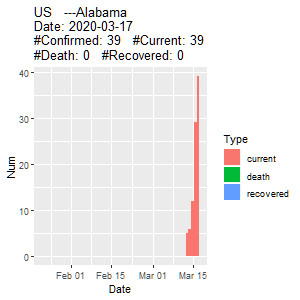 US   ---Alabama
Date: 2020-03-17
#Confirmed: 39   #Current: 39
#Death: 0   #Recovered: 0
40
30
20
10
0
Num
Feb 01
Feb 15
Mar 01
Mar 15
Date
Type
current
death
recovered